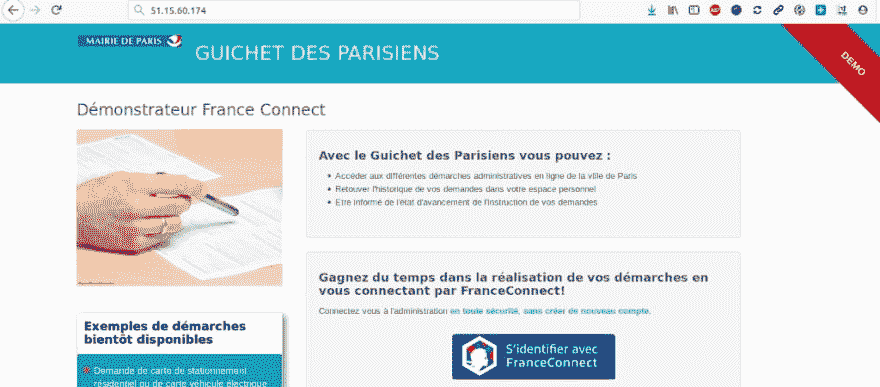 51.15.60.174
MAIRIE DE PARIS
GUICHET DES PARISIENS
DEMO
Démonstrateur France Connect
Avec le Guichet des Parisiens vous pouvez :
Accéder aux différentes démarches administratives en ligne de la ville de Paris
Retouver l'historique de vos demandes dans votre espace personnel
Etre informé de l'état d'avancement de l'instruction de vos demandes
Gagnez du temps dans la réalisation de vos démarches en
vous connectant par FranceConnect!
Connectez vous à l'administration en toute sécurité, sans créer de nouveau compte.
S'identifier avec
FranceConnect
Exemples de démarches
bientôt disponibles
Demande de carte de stationnement
résidentiel ou de carte véhicule électrique